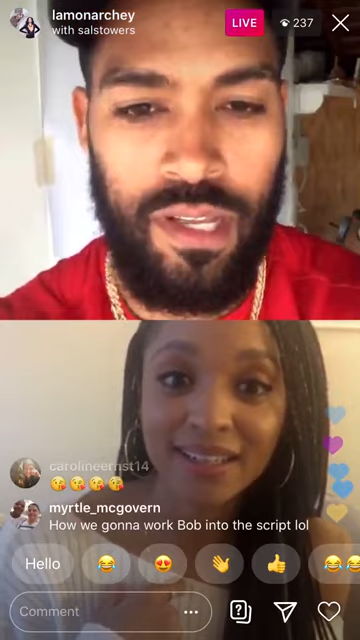 lamonarchey
with salstowers
LIVE
237
carolineernst14
😘😘😘😘
myrtle_mcgovern
How we gonna work Bob into the script lol
Hello 😂 😍 👋 👍 😂😂
Comment